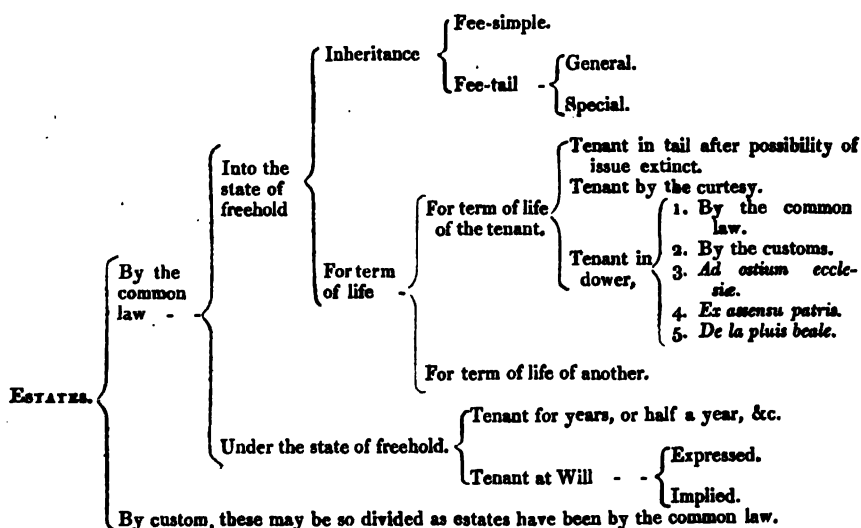 Fee-simple.
Inheritance
Fee-tail -
General.
Special.
Into the
state of
freehold
Tenant in tail after possibility of
issue extinct.
Tenant by the curtesy.
For term of life
of the tenant.
1. By the common
law.
2. By the customs.
Tenant in
dower,
3. Ad ostium eccle-
siæ.
4. Ex assensu patris.
5. De la pluis beale.
By the
common
law - -
For term
of life -
For term of life of another.
ESTATES.
Tenant for years, or half a year, &c.
Under the state of freehold.
Tenant at Will - -
Expressed.
Implied.
By custom, these may be so divided as estates have been by the common law.